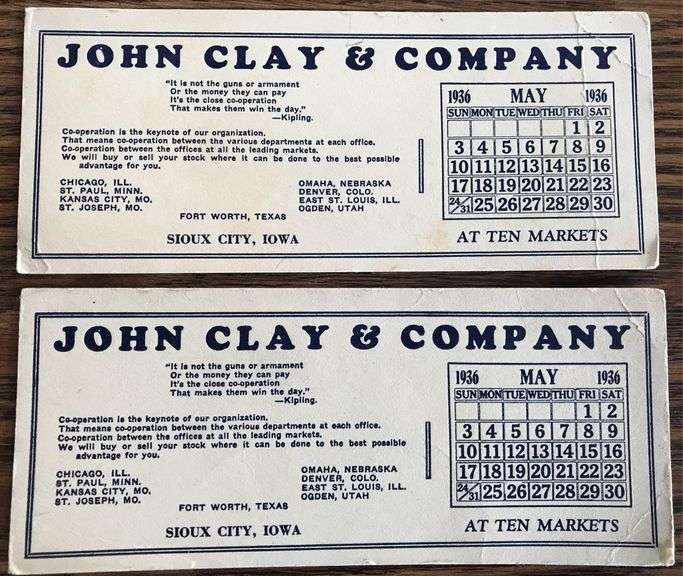 JOHN CLAY & COMPANY
"It is not the guns or armament
Or the money they can pay
It's the close co-operation
That makes them win the day."
—Kipling.
Co-operation is the keynote of our organization.
That means co-operation between the various departments at each office.
Co-operation between the offices at all the leading markets.
We will buy or sell your stock where it can be done to the best possible
advantage for you.
CHICAGO, ILL.
ST. PAUL, MINN.
KANSAS CITY, MO.
ST. JOSEPH, MO.
OMAHA, NEBRASKA
DENVER, COLO.
EAST ST. LOUIS, ILL.
OGDEN, UTAH
FORT WORTH, TEXAS
SIOUX CITY, IOWA
1936 MAY 1936
SUN MON TUE WED THU FRI SAT
1 2
3 4 5 6 7 8 9
10 11 12 13 14 15 16
17 18 19 20 21 22 23
24/31 25 26 27 28 29 30
AT TEN MARKETS
JOHN CLAY & COMPANY
"It is not the guns or armament
Or the money they can pay
It's the close co-operation
That makes them win the day."
—Kipling.
Co-operation is the keynote of our organization.
That means co-operation between the various departments at each office.
Co-operation between the offices at all the leading markets.
We will buy or sell your stock where it can be done to the best possible
advantage for you.
CHICAGO, ILL.
ST. PAUL, MINN.
KANSAS CITY, MO.
ST. JOSEPH, MO.
OMAHA, NEBRASKA
DENVER, COLO.
EAST ST. LOUIS, ILL.
OGDEN, UTAH
FORT WORTH, TEXAS
SIOUX CITY, IOWA
1936 MAY 1936
SUN MON TUE WED THU FRI SAT
1 2
3 4 5 6 7 8 9
10 11 12 13 14 15 16
17 18 19 20 21 22 23
24/31 25 26 27 28 29 30
AT TEN MARKETS